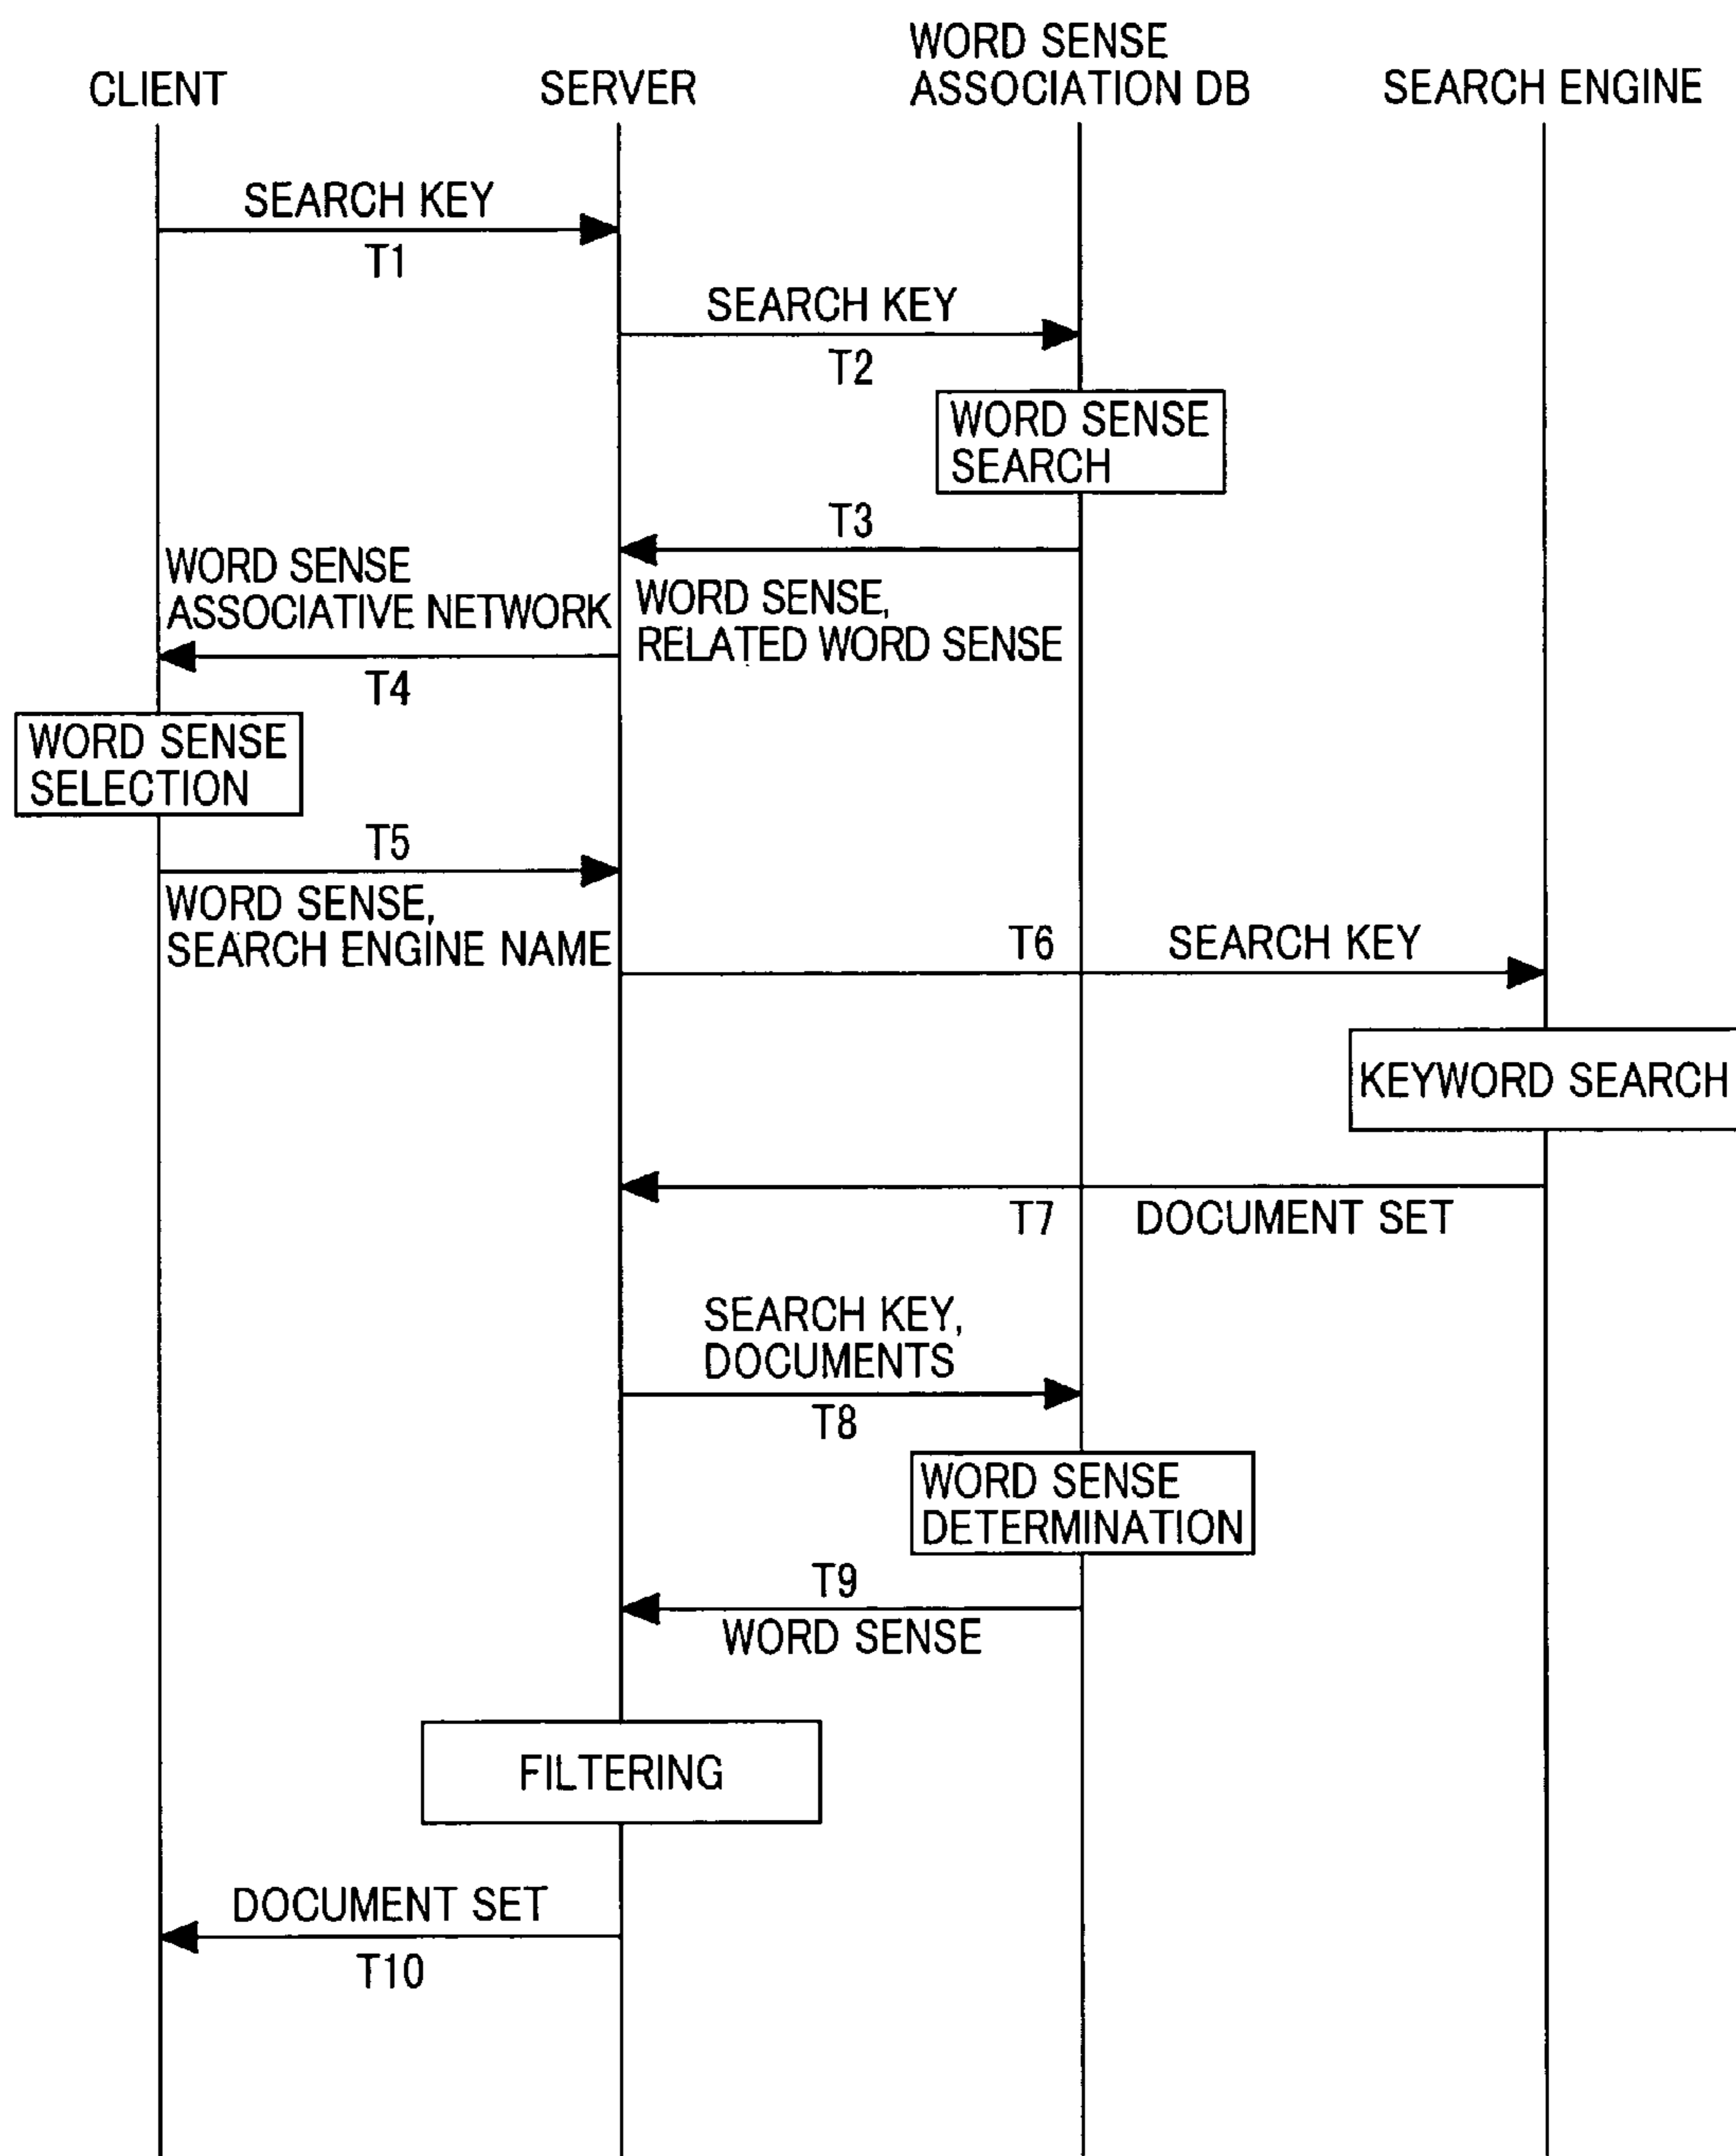 CLIENT
SERVER
WORD SENSE
ASSOCIATION DB
SEARCH ENGINE
SEARCH KEY
T1
SEARCH KEY
T2
WORD SENSE
SEARCH
T3
WORD SENSE,
RELATED WORD SENSE
WORD SENSE
ASSOCIATIVE NETWORK
T4
WORD SENSE
SELECTION
T5
WORD SENSE,
SEARCH ENGINE NAME
T6
SEARCH KEY
KEYWORD SEARCH
T7
DOCUMENT SET
SEARCH KEY,
DOCUMENTS
T8
WORD SENSE
DETERMINATION
T9
WORD SENSE
FILTERING
DOCUMENT SET
T10